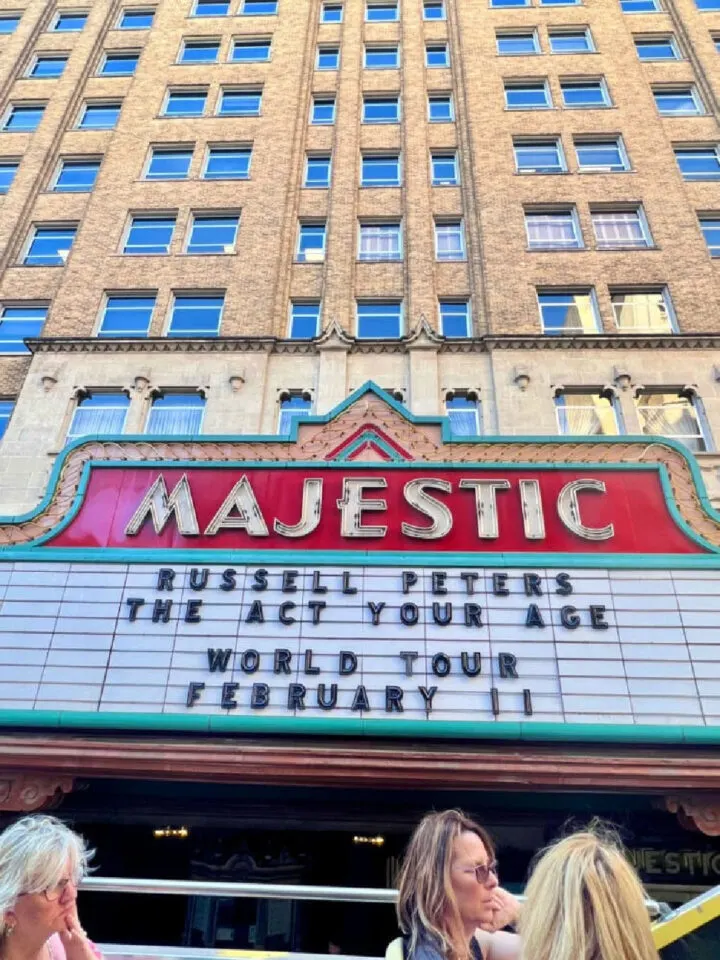 MAJESTIC
RUSSELL PETERS
THE ACT YOUR AGE
WORLD TOUR
FEBRUARY 11